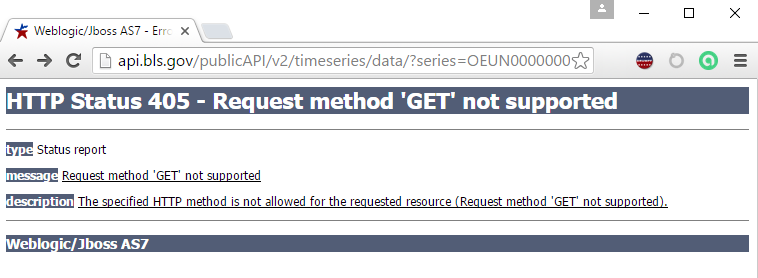 Weblogic/Jboss AS7 - Erro
api.bls.gov/publicAPI/v2/timeseries/data/?series=OEUN0000000
HTTP Status 405 - Request method 'GET' not supported
type Status report
message Request method 'GET' not supported
description The specified HTTP method is not allowed for the requested resource (Request method 'GET' not supported).
Weblogic/Jboss AS7